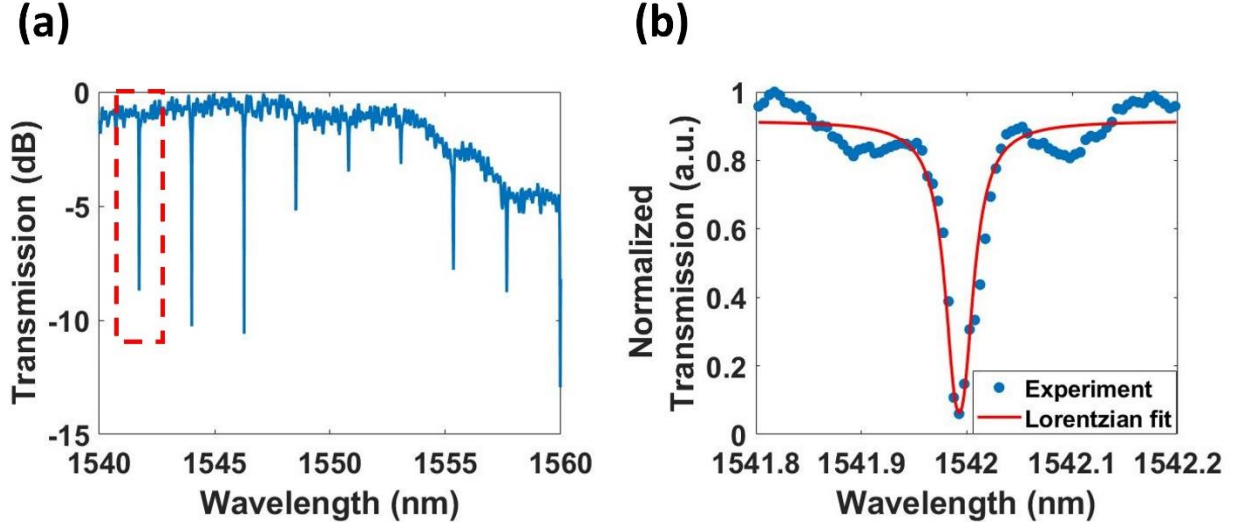 (a)
0
-5
-10
-15
Transmission (dB)
1540
1545
1550
1555
1560
Wavelength (nm)
(b)
1
0.8
0.6
0.4
0.2
0
Normalized
Transmission (a.u.)
Experiment
Lorentzian fit
1541.8
1541.9
1542
1542.1
1542.2
Wavelength (nm)